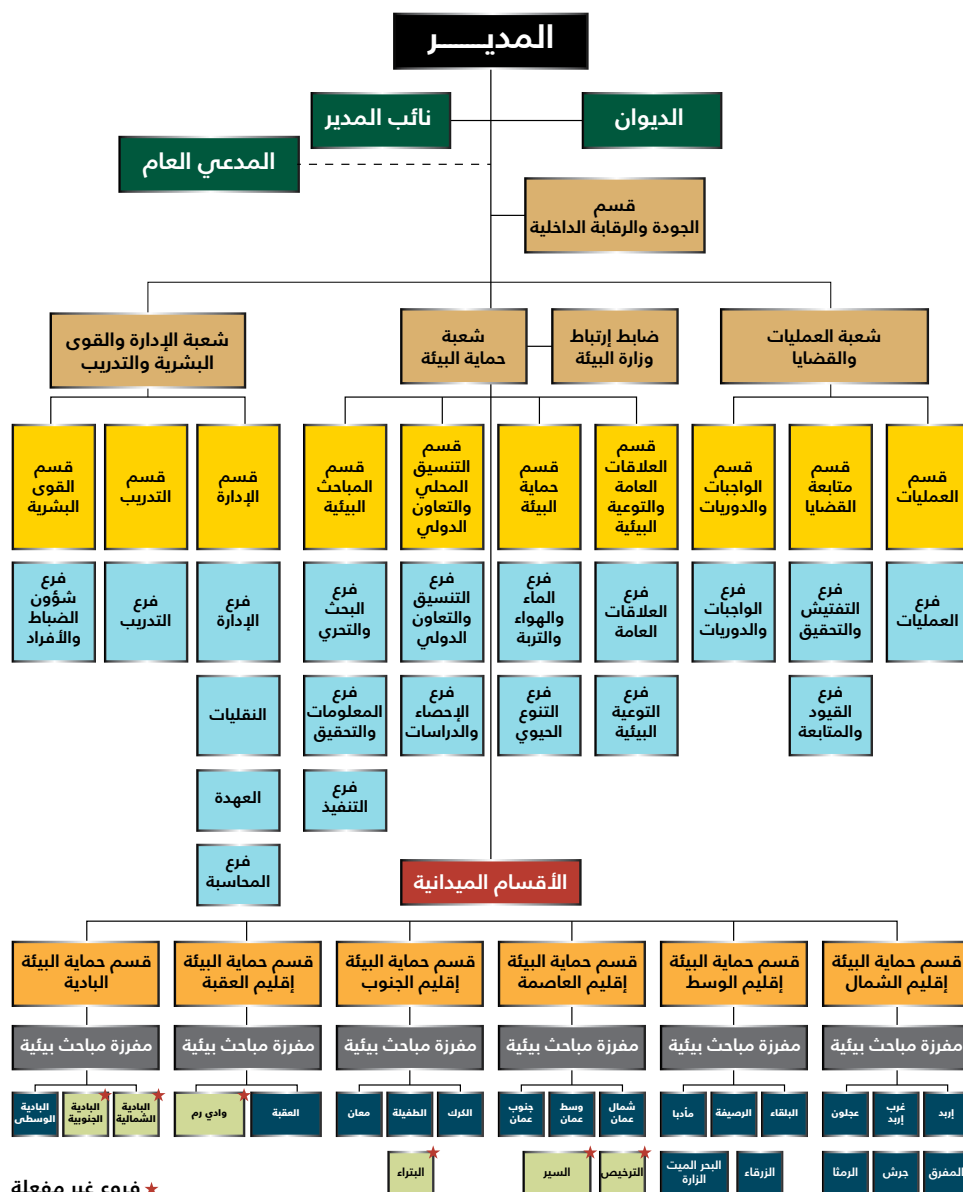 المديـــــر
الديوان
نائب المدير
المدعي العام
قسم
الجودة والرقابة الداخلية
شعبة العمليات
والقضايا
ضابط إرتباط
وزارة البيئة
شعبة
حماية البيئة
شعبة الإدارة والقوى
البشرية والتدريب
قسم
العمليات
قسم
متابعة
القضايا
قسم
الواجبات
والدوريات
قسم
العلاقات
العامة
والتوعية
البيئية
قسم
حماية
البيئة
قسم
التنسيق
المحلي
والتعاون
الدولي
قسم
المباحث
البيئية
قسم
الإدارة
قسم
التدريب
قسم
القوى
البشرية
فرع
العمليات
فرع
التفتيش
والتحقيق
فرع
الواجبات
والدوريات
فرع
العلاقات
العامة
فرع
الماء
والهواء
والتربة
فرع
التنسيق
والتعاون
الدولي
فرع
البحث
والتحري
فرع
الإدارة
فرع
التدريب
فرع
شؤون
الضباط
والأفراد
فرع
القيود
والمتابعة
فرع
التوعية
البيئية
فرع
التنوع
الحيوي
فرع
الإحصاء
والدراسات
فرع
المعلومات
والتحقيق
النقليات
فرع
التنفيذ
العهدة
فرع
المحاسبة
الأقسام الميدانية
قسم حماية البيئة
إقليم الشمال
قسم حماية البيئة
إقليم الوسط
قسم حماية البيئة
إقليم العاصمة
قسم حماية البيئة
إقليم الجنوب
قسم حماية البيئة
إقليم العقبة
قسم حماية البيئة
البادية
مفرزة مباحث بيئية
مفرزة مباحث بيئية
مفرزة مباحث بيئية
مفرزة مباحث بيئية
مفرزة مباحث بيئية
مفرزة مباحث بيئية
إربد
غرب
إربد
عجلون
البلقاء
الرصيفة
مأدبا
شمال
عمان
وسط
عمان
جنوب
عمان
الكرك
الطفيلة
معان
العقبة
وادي رم
البادية
الشمالية
البادية
الجنوبية
البادية
الوسطى
المفرق
جرش
الرمثا
الزرقاء
البحر الميت
الزارة
الترخيص
السير
البتراء
★ فروع غير مفعلة